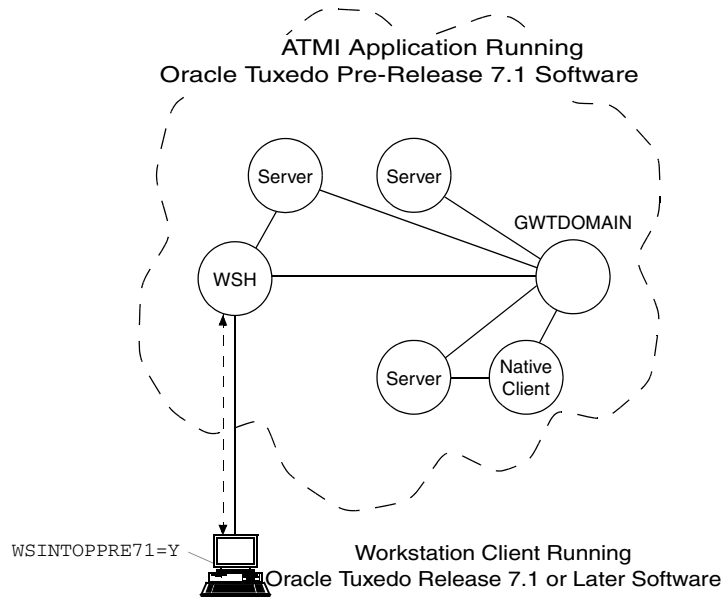 ATMI Application Running
Oracle Tuxedo Pre-Release 7.1 Software
Server
Server
GWTDOMAIN
WSH
Server
Native
Client
WSINTOPPRE71=Y
Workstation Client Running
Oracle Tuxedo Release 7.1 or Later Software